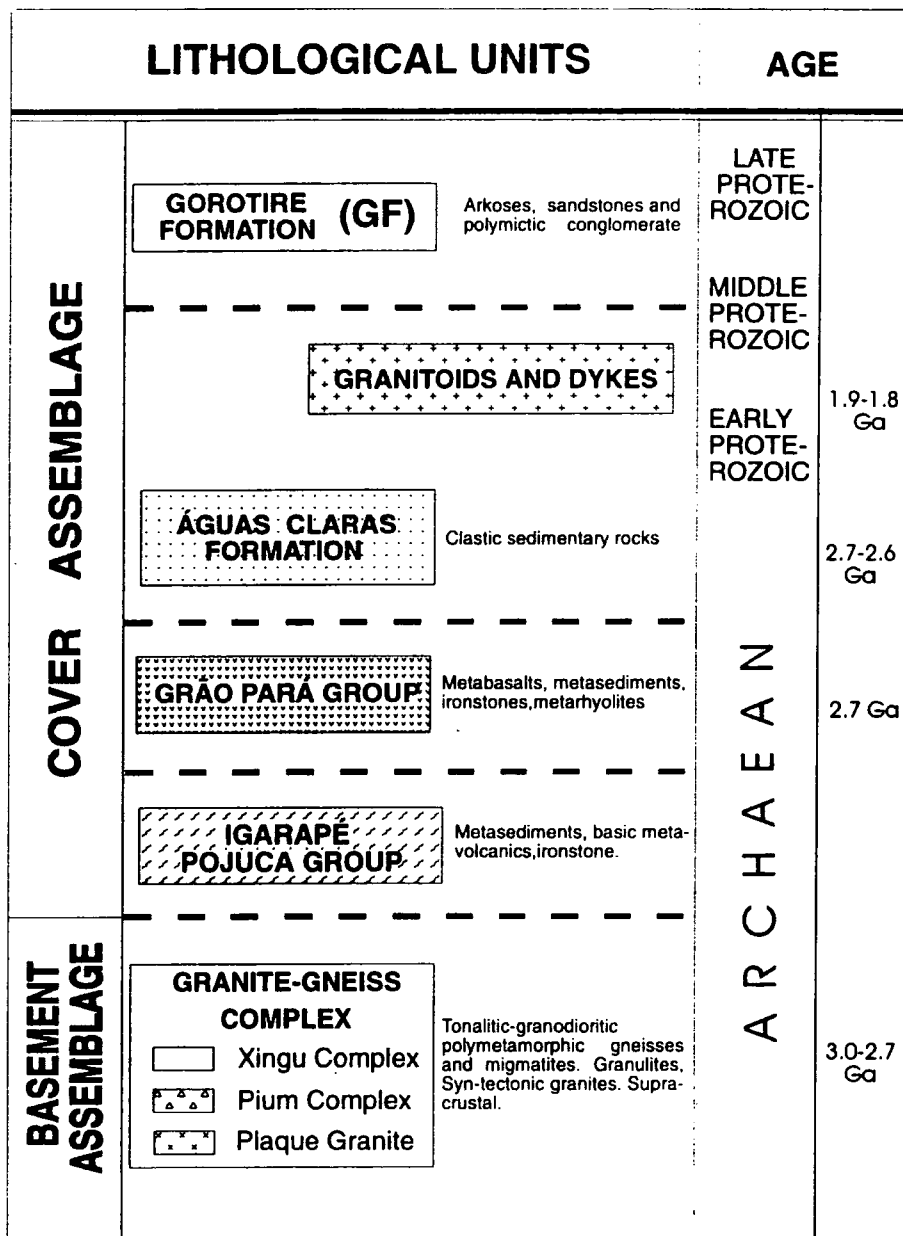 LITHOLOGICAL UNITS
AGE
COVER ASSEMBLAGE
GOROTIRE
FORMATION (GF)
Arkoses, sandstones and
polymictic conglomerate
LATE
PROTE-
ROZOIC
MIDDLE
PROTE-
ROZOIC
GRANITOIDS AND DYKES
1.9-1.8
Ga
EARLY
PROTE-
ROZOIC
ÁGUAS CLARAS
FORMATION
Clastic sedimentary rocks
2.7-2.6
Ga
GRÃO PARÁ GROUP
Metabasalts, metasediments,
ironstones,metarhyolites
2.7 Ga
ARCHAEAN
IGARAPÉ
POJUCA GROUP
Metasediments, basic meta-
volcanics,ironstone.
BASEMENT
ASSEMBLAGE
GRANITE-GNEISS
COMPLEX
Xingu Complex
Pium Complex
Plaque Granite
Tonalitic-granodioritic
polymetamorphic gneisses
and migmatites. Granulites,
Syn-tectonic granites. Supra-
crustal.
3.0-2.7
Ga